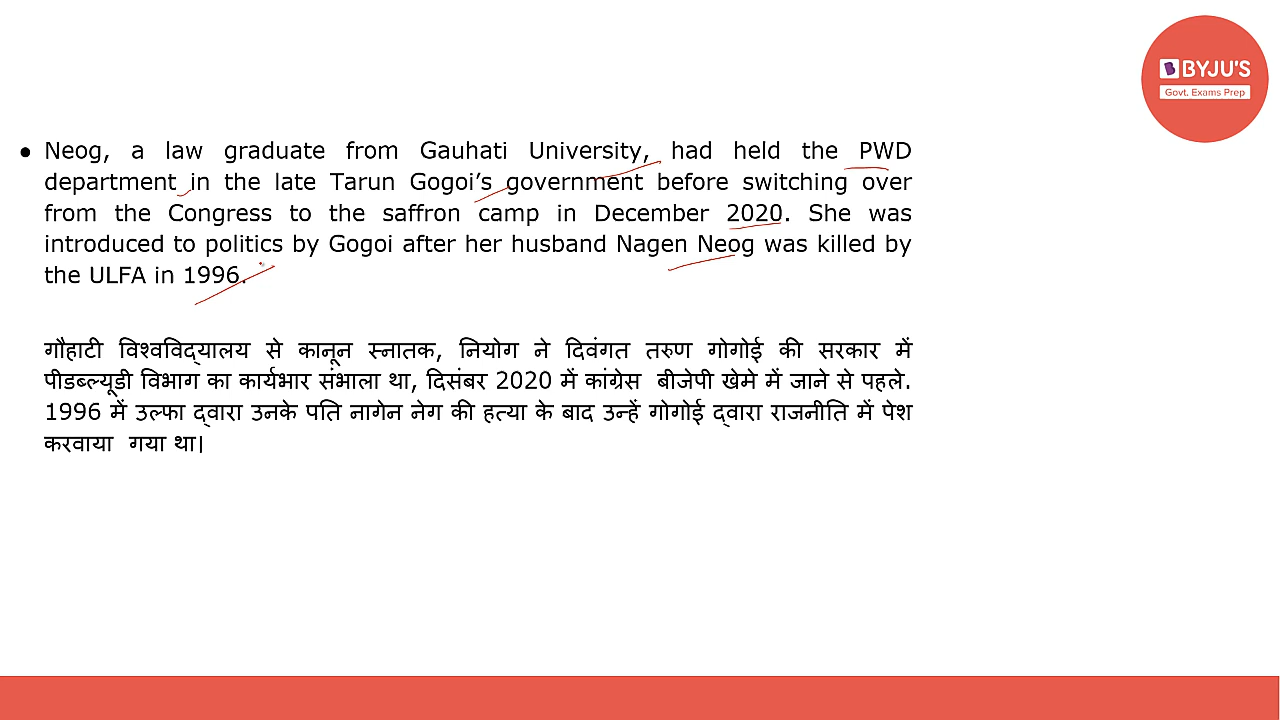 BYJU'S
Govt. Exams Prep
● Neog, a law graduate from Gauhati University, had held the PWD
department in the late Tarun Gogoi's government before switching over
from the Congress to the saffron camp in December 2020. She was
introduced to politics by Gogoi after her husband Nagen Neog was killed by
the ULFA in 1996.
गौहाटी विश्वविद्यालय से कानून स्नातक, नियोग ने दिवंगत तरुण गोगोई की सरकार में
पीडब्ल्यूडी विभाग का कार्यभार संभाला था, दिसंबर 2020 में कांग्रेस बीजेपी खेमे में जाने से पहले.
1996 में उल्फा द्वारा उनके पति नागेन नेग की हत्या के बाद उन्हें गोगोई द्वारा राजनीति में पेश
करवाया गया था।